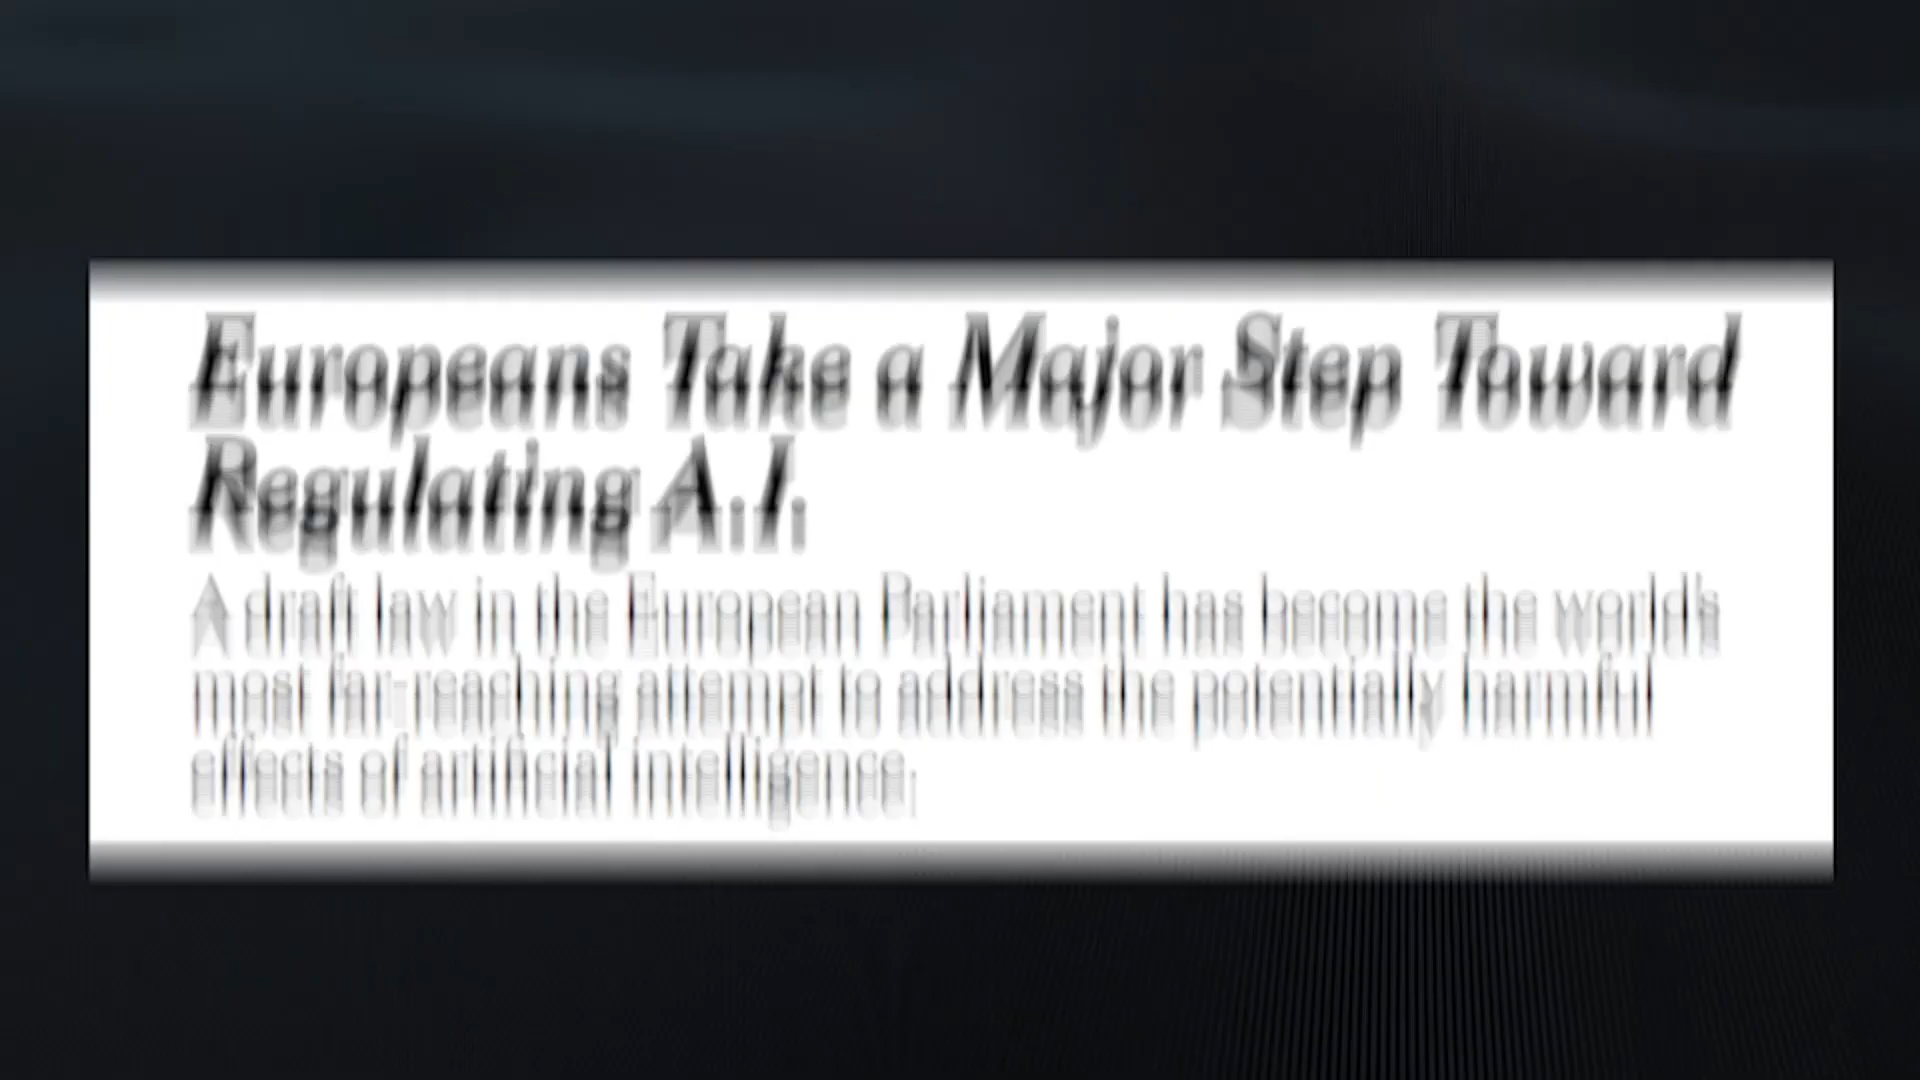 Europeans Take a Major Step Toward
Regulating A.I.
A draft law in the European Parliament has become the world's
most far-reaching attempt to address the potentially harmful
effects of artificial intelligence.